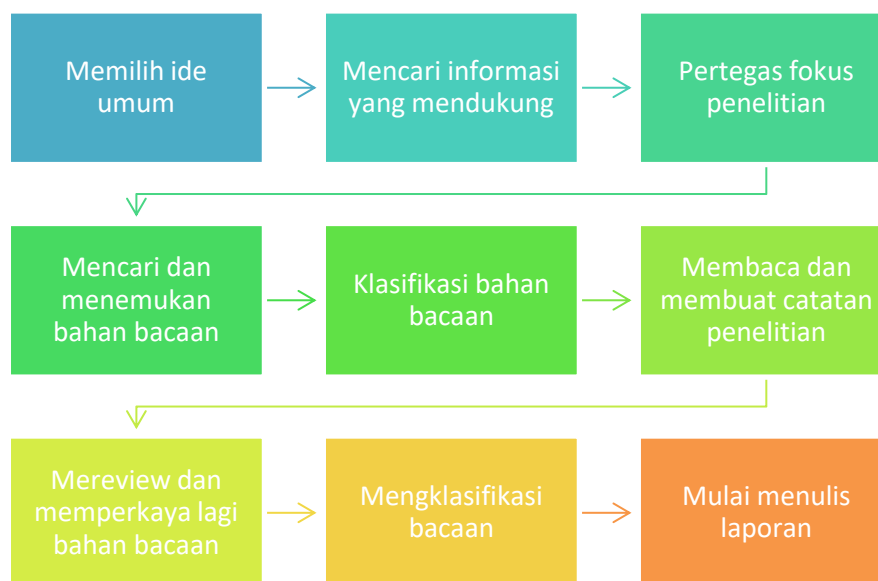 Memilih ide
umum
Mencari informasi
yang mendukung
Pertegas fokus
penelitian
Mencari dan
menemukan
bahan bacaan
Klasifikasi bahan
bacaan
Membaca dan
membuat catatan
penelitian
Mereview dan
memperkaya lagi
bahan bacaan
Mengklasifikasi
bacaan
Mulai menulis
laporan